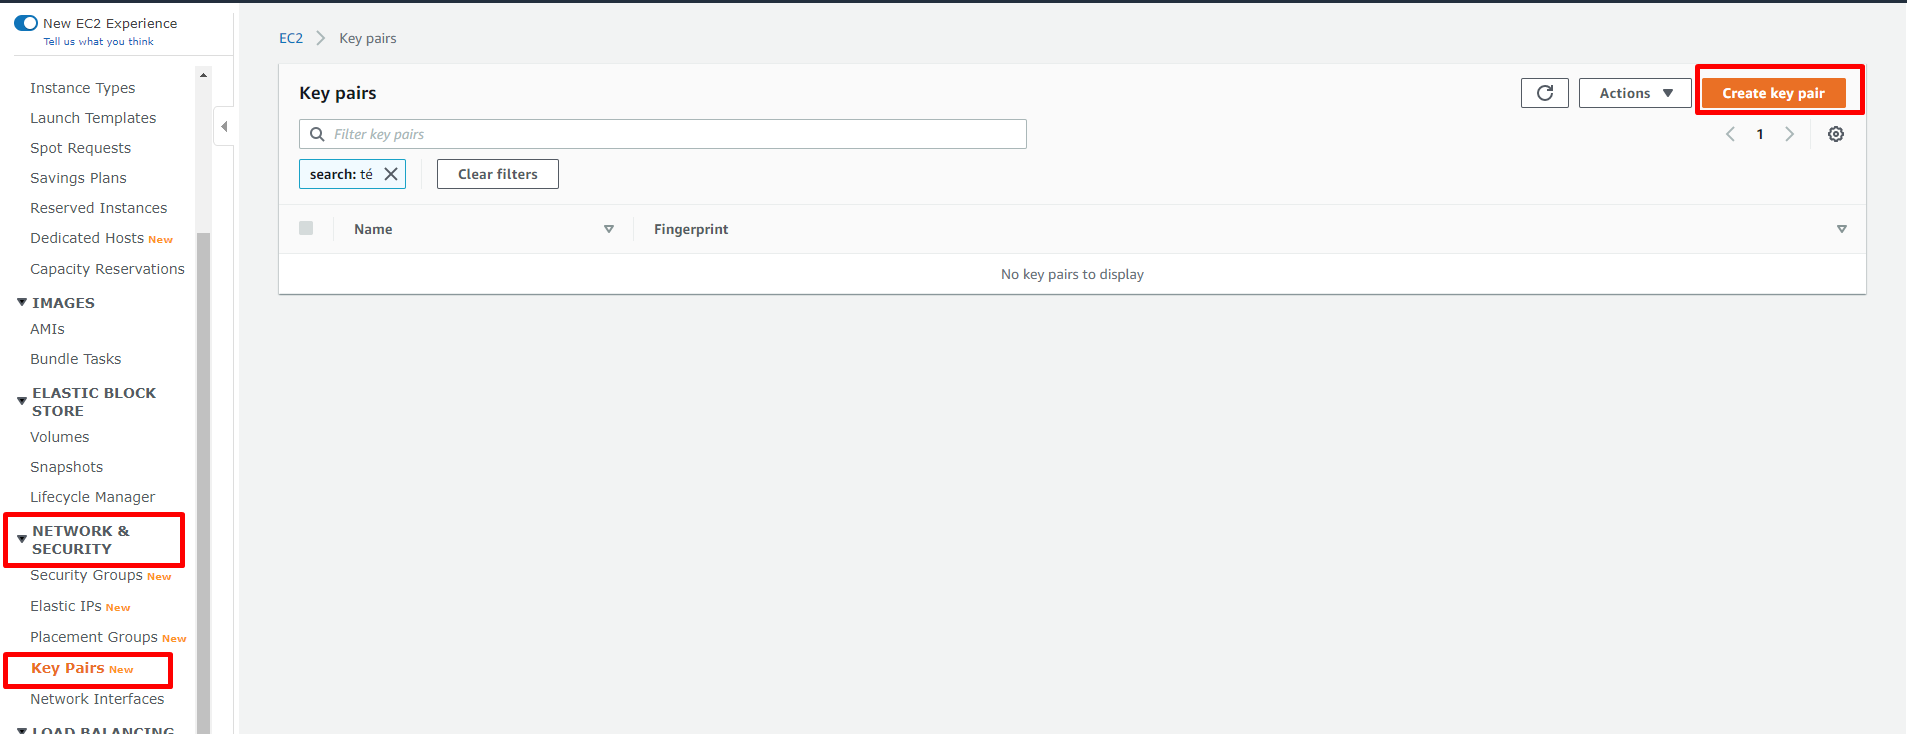 New EC2 Experience
Tell us what you think
Instance Types
Launch Templates
Spot Requests
Savings Plans
Reserved Instances
Dedicated Hosts New
Capacity Reservations
IMAGES
AMIs
Bundle Tasks
ELASTIC BLOCK
STORE
Volumes
Snapshots
Lifecycle Manager
NETWORK &
SECURITY
Security Groups New
Elastic IPs New
Placement Groups New
Key Pairs New
Network Interfaces
LOAD BALANCING
EC2 Key pairs
Key pairs
Actions Create key pair
Filter key pairs
1
search: té Clear filters
Name Fingerprint
No key pairs to display